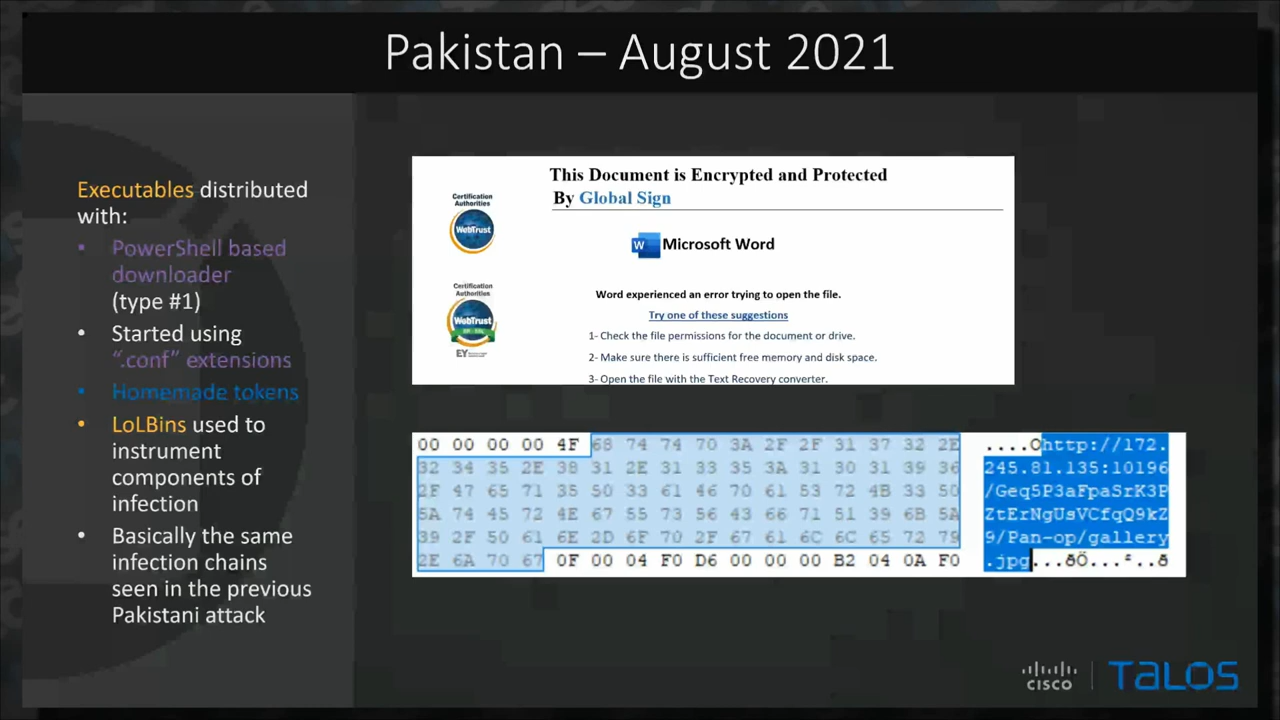 Pakistan – August 2021
Executables distributed
with:
• PowerShell based
downloader
(type #1)
• Started using
“.conf” extensions
• Homemade tokens
• LoLBins used to
instrument
components of
infection
• Basically the same
infection chains
seen in the previous
Pakistani attack
This Document is Encrypted and Protected
By Global Sign
Certification
Authorities
WebTrust
W Microsoft Word
Certification
Authorities
WebTrust
EY
Word experienced an error trying to open the file.
Try one of these suggestions
1- Check the file permissions for the document or drive.
2- Make sure there is sufficient free memory and disk space.
3- Open the file with the Text Recovery converter.
00 00 00 00 4F 68 74 74 70 3A 2F 2F 31 37 32 2E ....Ohttp://172.
32 34 35 2E 38 31 2E 31 33 35 3A 31 30 31 39 36 245.81.135:10196
2F 47 65 71 35 50 33 61 46 70 61 53 72 4B 33 50 /Geq5P3aFpaSrK3P
5A 74 45 72 4E 67 55 73 56 43 66 71 51 39 6B 5A ZtErNgUsVCfqQ9kZ
39 2F 50 61 6E 2D 6F 70 2F 67 61 6C 6C 65 72 79 9/Pan-op/gallery
2E 6A 70 67 0F 00 04 F0 D6 00 00 00 B2 04 0A F0 .jpg...ðÖ...²..ð
CISCO TALOS